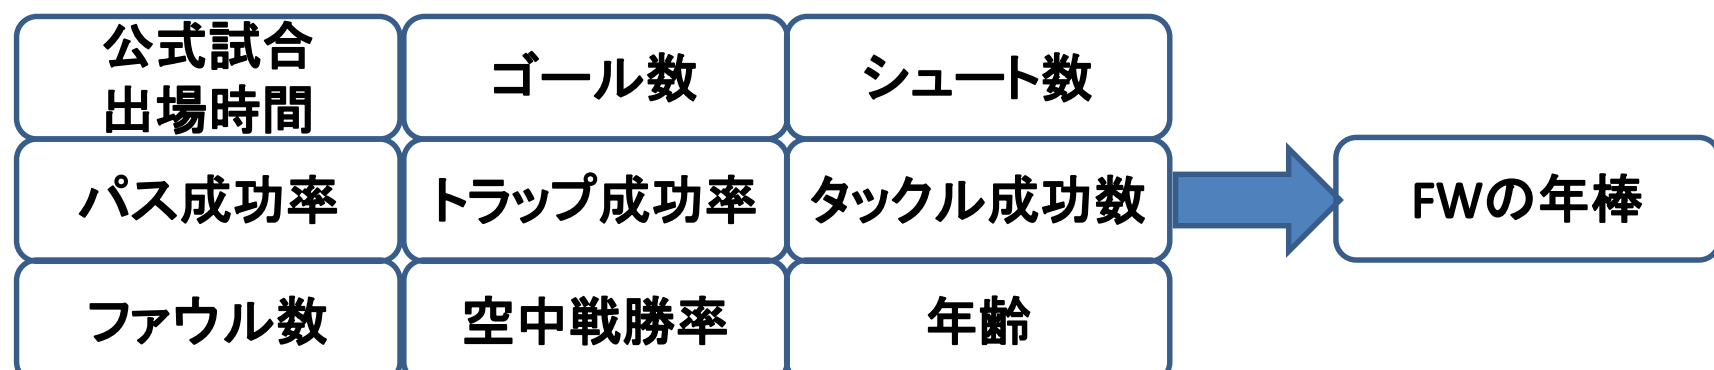 公式試合
出場時間
ゴール数
シュート数
パス成功率
トラップ成功率
タックル成功数
FWの年棒
ファウル数
空中戦勝率
年齢